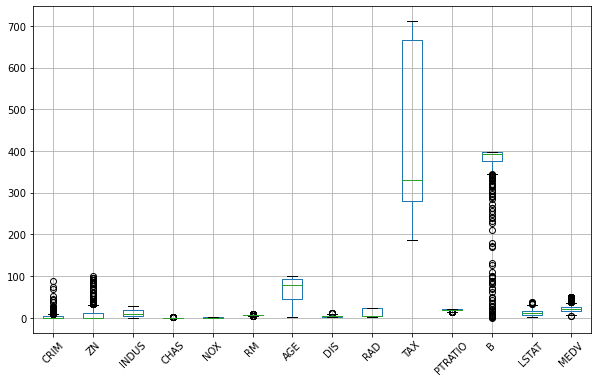 700
600
500
400
300
200
100
0
CRIM
ZN
INDUS
CHAS
NOX
RM
AGE
DIS
RAD
TAX
PTRATIO
B
LSTAT
MEDV